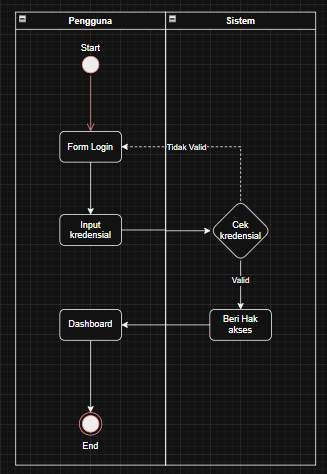 Pengguna
Sistem
Start
Form Login
Tidak Valid
Input
kredensial
Cek
kredensial
Valid
Dashboard
Beri Hak
akses
End